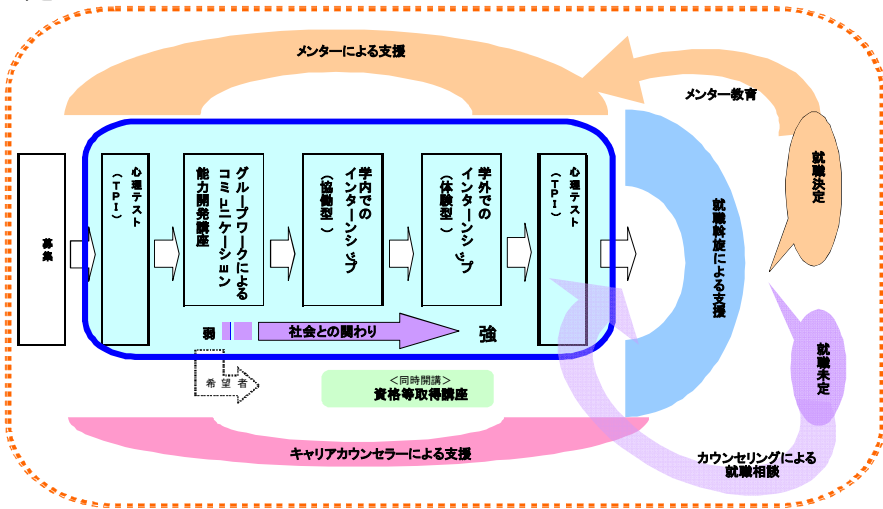 メンターによる支援
メンター教育
就職決定
募集
心理テスト
(TPI)
グループワークによる
コミュニケーション
能力開発講座
学内での
インターンシップ
(協働型)
学外での
インターンシップ
(体験型)
心理テスト
(TPI)
就職斡旋による支援
弱
社会との関わり
強
就職未定
希望者
<同時開講>
資格等取得講座
キャリアカウンセラーによる支援
カウンセリングによる
就職相談